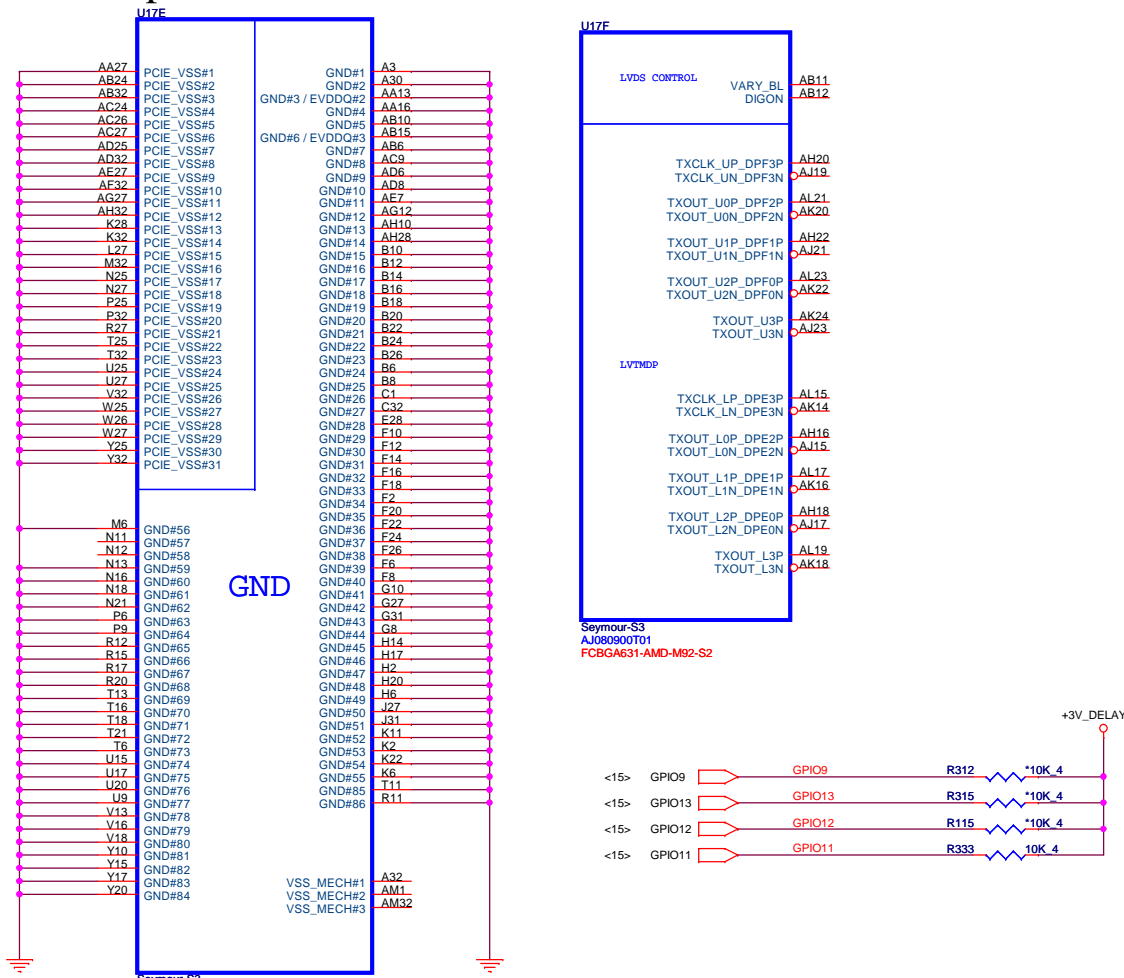 U17E
AA27 PCIE_VSS#1
AB24 PCIE_VSS#2
AB32 PCIE_VSS#3
AC24 PCIE_VSS#4
AC26 PCIE_VSS#5
AC27 PCIE_VSS#6
AD25 PCIE_VSS#7
AD32 PCIE_VSS#8
AE27 PCIE_VSS#9
AF32 PCIE_VSS#10
AG27 PCIE_VSS#11
AH32 PCIE_VSS#12
K28 PCIE_VSS#13
K32 PCIE_VSS#14
L27 PCIE_VSS#15
M32 PCIE_VSS#16
N25 PCIE_VSS#17
N27 PCIE_VSS#18
P25 PCIE_VSS#19
P32 PCIE_VSS#20
R27 PCIE_VSS#21
T25 PCIE_VSS#22
T32 PCIE_VSS#23
U25 PCIE_VSS#24
U27 PCIE_VSS#25
V32 PCIE_VSS#26
W25 PCIE_VSS#27
W26 PCIE_VSS#28
W27 PCIE_VSS#29
Y25 PCIE_VSS#30
Y32 PCIE_VSS#31
M6 GND#56
N11 GND#57
N12 GND#58
N13 GND#59
N16 GND#60
N18 GND#61
N21 GND#62
P6 GND#63
P9 GND#64
R12 GND#65
R15 GND#66
R17 GND#67
R20 GND#68
T13 GND#69
T16 GND#70
T18 GND#71
T21 GND#72
T6 GND#73
U15 GND#74
U17 GND#75
U20 GND#76
U9 GND#77
V13 GND#78
V16 GND#79
V18 GND#80
Y10 GND#81
Y15 GND#82
Y17 GND#83
Y20 GND#84
GND
GND#1 A3
GND#2 A30
GND#3 / EVDDQ#2 AA13
GND#4 AA16
GND#5 AB10
GND#6 / EVDDQ#3 AB15
GND#7 AB6
GND#8 AC9
GND#9 AD6
GND#10 AD8
GND#11 AE7
GND#12 AG12
GND#13 AH10
GND#14 AH28
GND#15 B10
GND#16 B12
GND#17 B14
GND#18 B16
GND#19 B18
GND#20 B20
GND#21 B22
GND#22 B24
GND#23 B26
GND#24 B6
GND#25 B8
GND#26 C1
GND#27 C32
GND#28 E28
GND#29 F10
GND#30 F12
GND#31 F14
GND#32 F16
GND#33 F18
GND#34 F2
GND#35 F20
GND#36 F22
GND#37 F24
GND#38 F26
GND#39 F6
GND#40 F8
GND#41 G10
GND#42 G27
GND#43 G31
GND#44 G8
GND#45 H14
GND#46 H17
GND#47 H2
GND#48 H20
GND#49 H6
GND#50 J27
GND#51 J31
GND#52 K11
GND#53 K2
GND#54 K22
GND#55 K6
GND#85 T11
GND#86 R11
VSS_MECH#1 A32
VSS_MECH#2 AM1
VSS_MECH#3 AM32
Seymour-S3
U17F
LVDS CONTROL
VARY_BL AB11
DIGON AB12
TXCLK_UP_DPF3P AH20
TXCLK_UN_DPF3N AJ19
TXOUT_U0P_DPF2P AL21
TXOUT_U0N_DPF2N AK20
TXOUT_U1P_DPF1P AH22
TXOUT_U1N_DPF1N AJ21
TXOUT_U2P_DPF0P AL23
TXOUT_U2N_DPF0N AK22
TXOUT_U3P AK24
TXOUT_U3N AJ23
LVTMDP
TXCLK_LP_DPE3P AL15
TXCLK_LN_DPE3N AK14
TXOUT_L0P_DPE2P AH16
TXOUT_L0N_DPE2N AJ15
TXOUT_L1P_DPE1P AL17
TXOUT_L1N_DPE1N AK16
TXOUT_L2P_DPE0P AH18
TXOUT_L2N_DPE0N AJ17
TXOUT_L3P AL19
TXOUT_L3N AK18
Seymour-S3
AJ080900T01
FCBGA631-AMD-M92-S2
+3V_DELAY
<15> GPIO9 GPIO9 R312 *10K_4
<15> GPIO13 GPIO13 R315 *10K_4
<15> GPIO12 GPIO12 R115 *10K_4
<15> GPIO11 GPIO11 R333 10K_4